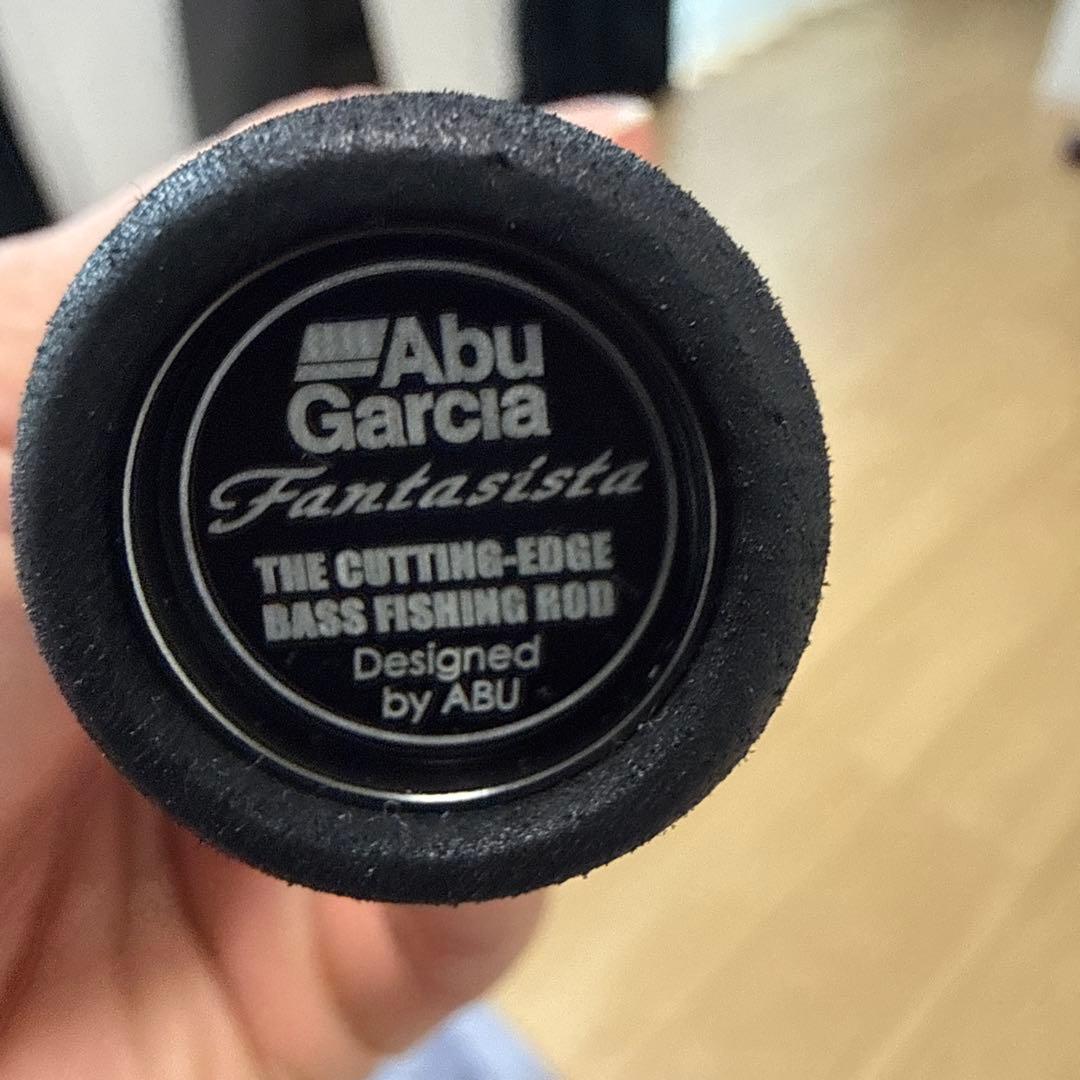 Abu
Garcia
Fantasista
THE CUTTING-EDGE
BASS FISHING ROD
Designed
by ABU